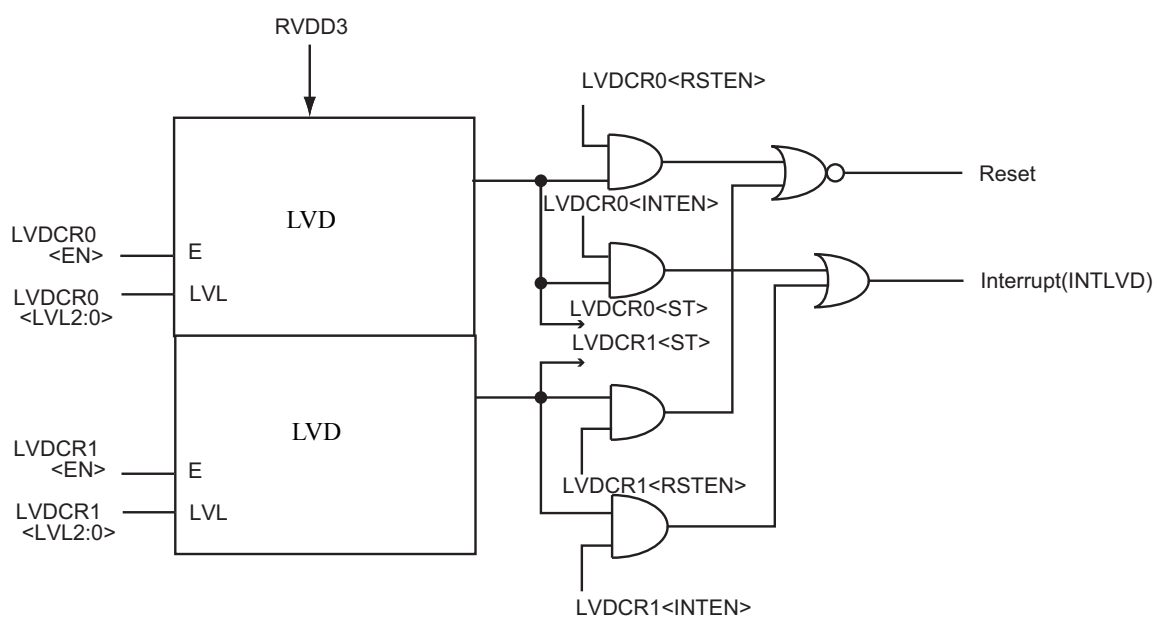 RVDD3
LVDCR0<RSTEN>
LVD
LVDCR0<INTEN>
Reset
LVDCR0
<EN>
E
LVDCR0
<LVL2:0>
LVL
Interrupt(INTLVD)
LVDCR0<ST>
LVDCR1<ST>
LVD
LVDCR1
<EN>
E
LVDCR1
<LVL2:0>
LVL
LVDCR1<RSTEN>
LVDCR1<INTEN>